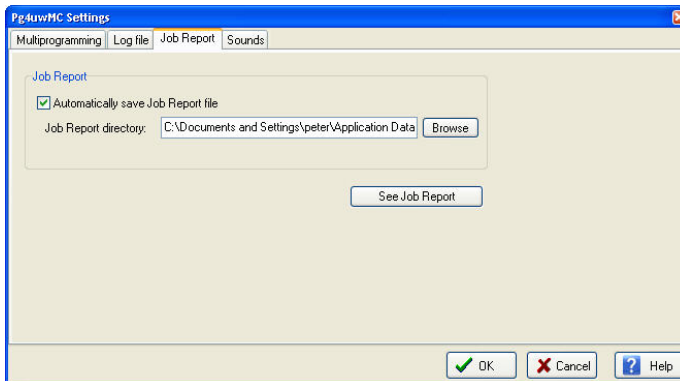 Pg4uwMC Settings
Multiprogramming Log file Job Report Sounds
Job Report
Automatically save Job Report file
Job Report directory: C:\Documents and Settings\peter\Application Data Browse
See Job Report
OK Cancel ? Help